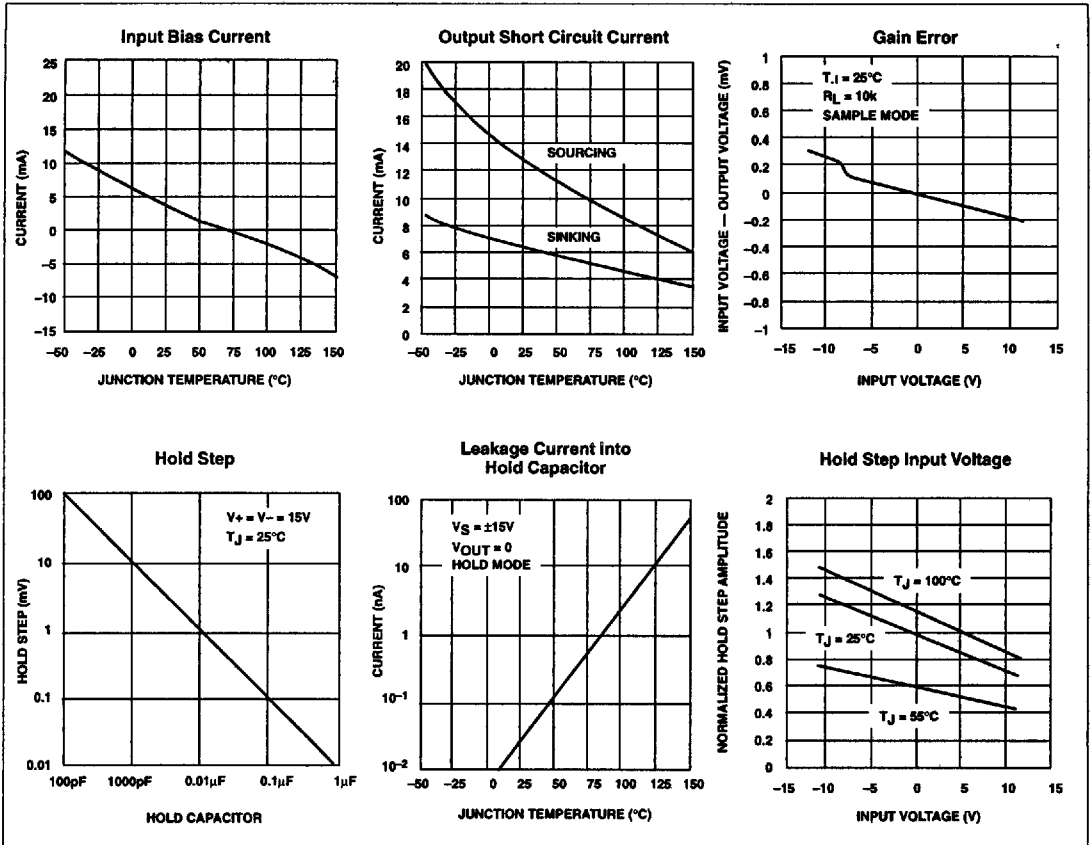 Input Bias Current
CURRENT (mA)
25
20
15
10
5
0
−5
−10
−15
−50 −25 0 25 50 75 100 125 150
JUNCTION TEMPERATURE (°C)
Output Short Circuit Current
CURRENT (mA)
20
18
16
14
12
10
8
6
4
2
0
SOURCING
SINKING
−50 −25 0 25 50 75 100 125 150
JUNCTION TEMPERATURE (°C)
Gain Error
INPUT VOLTAGE — OUTPUT VOLTAGE (mV)
1
0.8
0.6
0.4
0.2
0
−0.2
−0.4
−0.6
−0.8
−1
TJ = 25°C
RL = 10k
SAMPLE MODE
−15 −10 −5 0 5 10 15
INPUT VOLTAGE (V)
Hold Step
HOLD STEP (mV)
100
10
1
0.1
0.01
V+ = V− = 15V
TJ = 25°C
100pF 1000pF 0.01µF 0.1µF 1µF
HOLD CAPACITOR
Leakage Current into
Hold Capacitor
CURRENT (nA)
100
10
1
10−1
10−2
VS = ±15V
VOUT = 0
HOLD MODE
−50 −25 0 25 50 75 100 125 150
JUNCTION TEMPERATURE (°C)
Hold Step Input Voltage
NORMALIZED HOLD STEP AMPLITUDE
2
1.8
1.6
1.4
1.2
1
0.8
0.6
0.4
0.2
0
TJ = 100°C
TJ = 25°C
TJ = 55°C
−15 −10 −5 0 5 10 15
INPUT VOLTAGE (V)